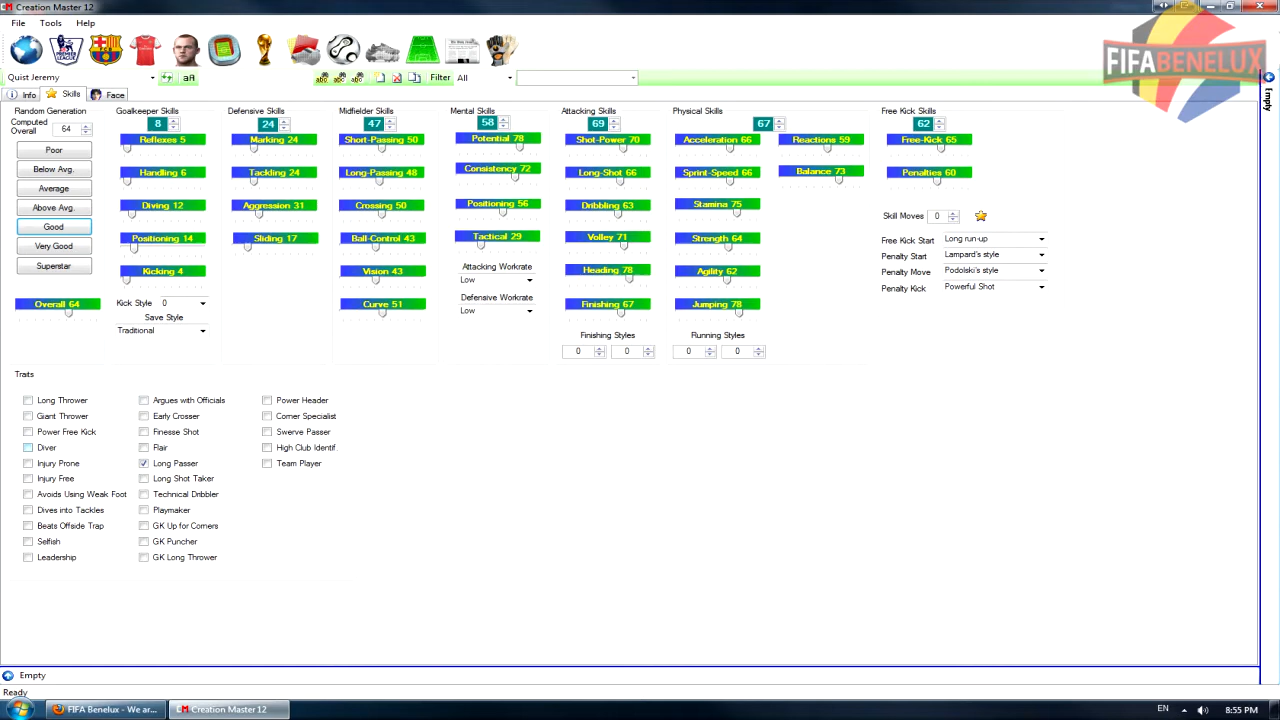 Creation Master 12
File Tools Help
FIFABENELUX
Quist Jeremy
Filter All
Info Skills Face
Empty
Random Generation
Computed Overall 64
Poor
Below Avg.
Average
Above Avg.
Good
Very Good
Superstar
Overall 64
Goalkeeper Skills
8
Reflexes 5
Handling 6
Diving 12
Positioning 14
Kicking 4
Kick Style 0
Save Style
Traditional
Defensive Skills
24
Marking 24
Tackling 24
Aggression 31
Sliding 17
Midfielder Skills
47
Short-Passing 50
Long-Passing 48
Crossing 50
Ball-Control 43
Vision 43
Curve 51
Mental Skills
58
Potential 78
Consistency 72
Positioning 56
Tactical 29
Attacking Workrate
Low
Defensive Workrate
Low
Attacking Skills
69
Shot-Power 70
Long-Shot 66
Dribbling 63
Volley 71
Heading 78
Finishing 67
Finishing Styles
0 0
Physical Skills
67
Acceleration 66
Sprint-Speed 66
Stamina 75
Strength 64
Agility 62
Jumping 78
Reactions 59
Balance 73
Running Styles
0 0
Free Kick Skills
62
Free-Kick 65
Penalties 60
Skill Moves 0
Free Kick Start Long run-up
Penalty Start Lampard's style
Penalty Move Podolski's style
Penalty Kick Powerful Shot
Traits
Long Thrower
Giant Thrower
Power Free Kick
Diver
Injury Prone
Injury Free
Avoids Using Weak Foot
Dives into Tackles
Beats Offside Trap
Selfish
Leadership
Argues with Officials
Early Crosser
Finesse Shot
Flair
Long Passer
Long Shot Taker
Technical Dribbler
Playmaker
GK Up for Corners
GK Puncher
GK Long Thrower
Power Header
Corner Specialist
Swerve Passer
High Club Identif.
Team Player
Empty
Ready
FIFA Benelux - We ar...
Creation Master 12
EN
8:55 PM